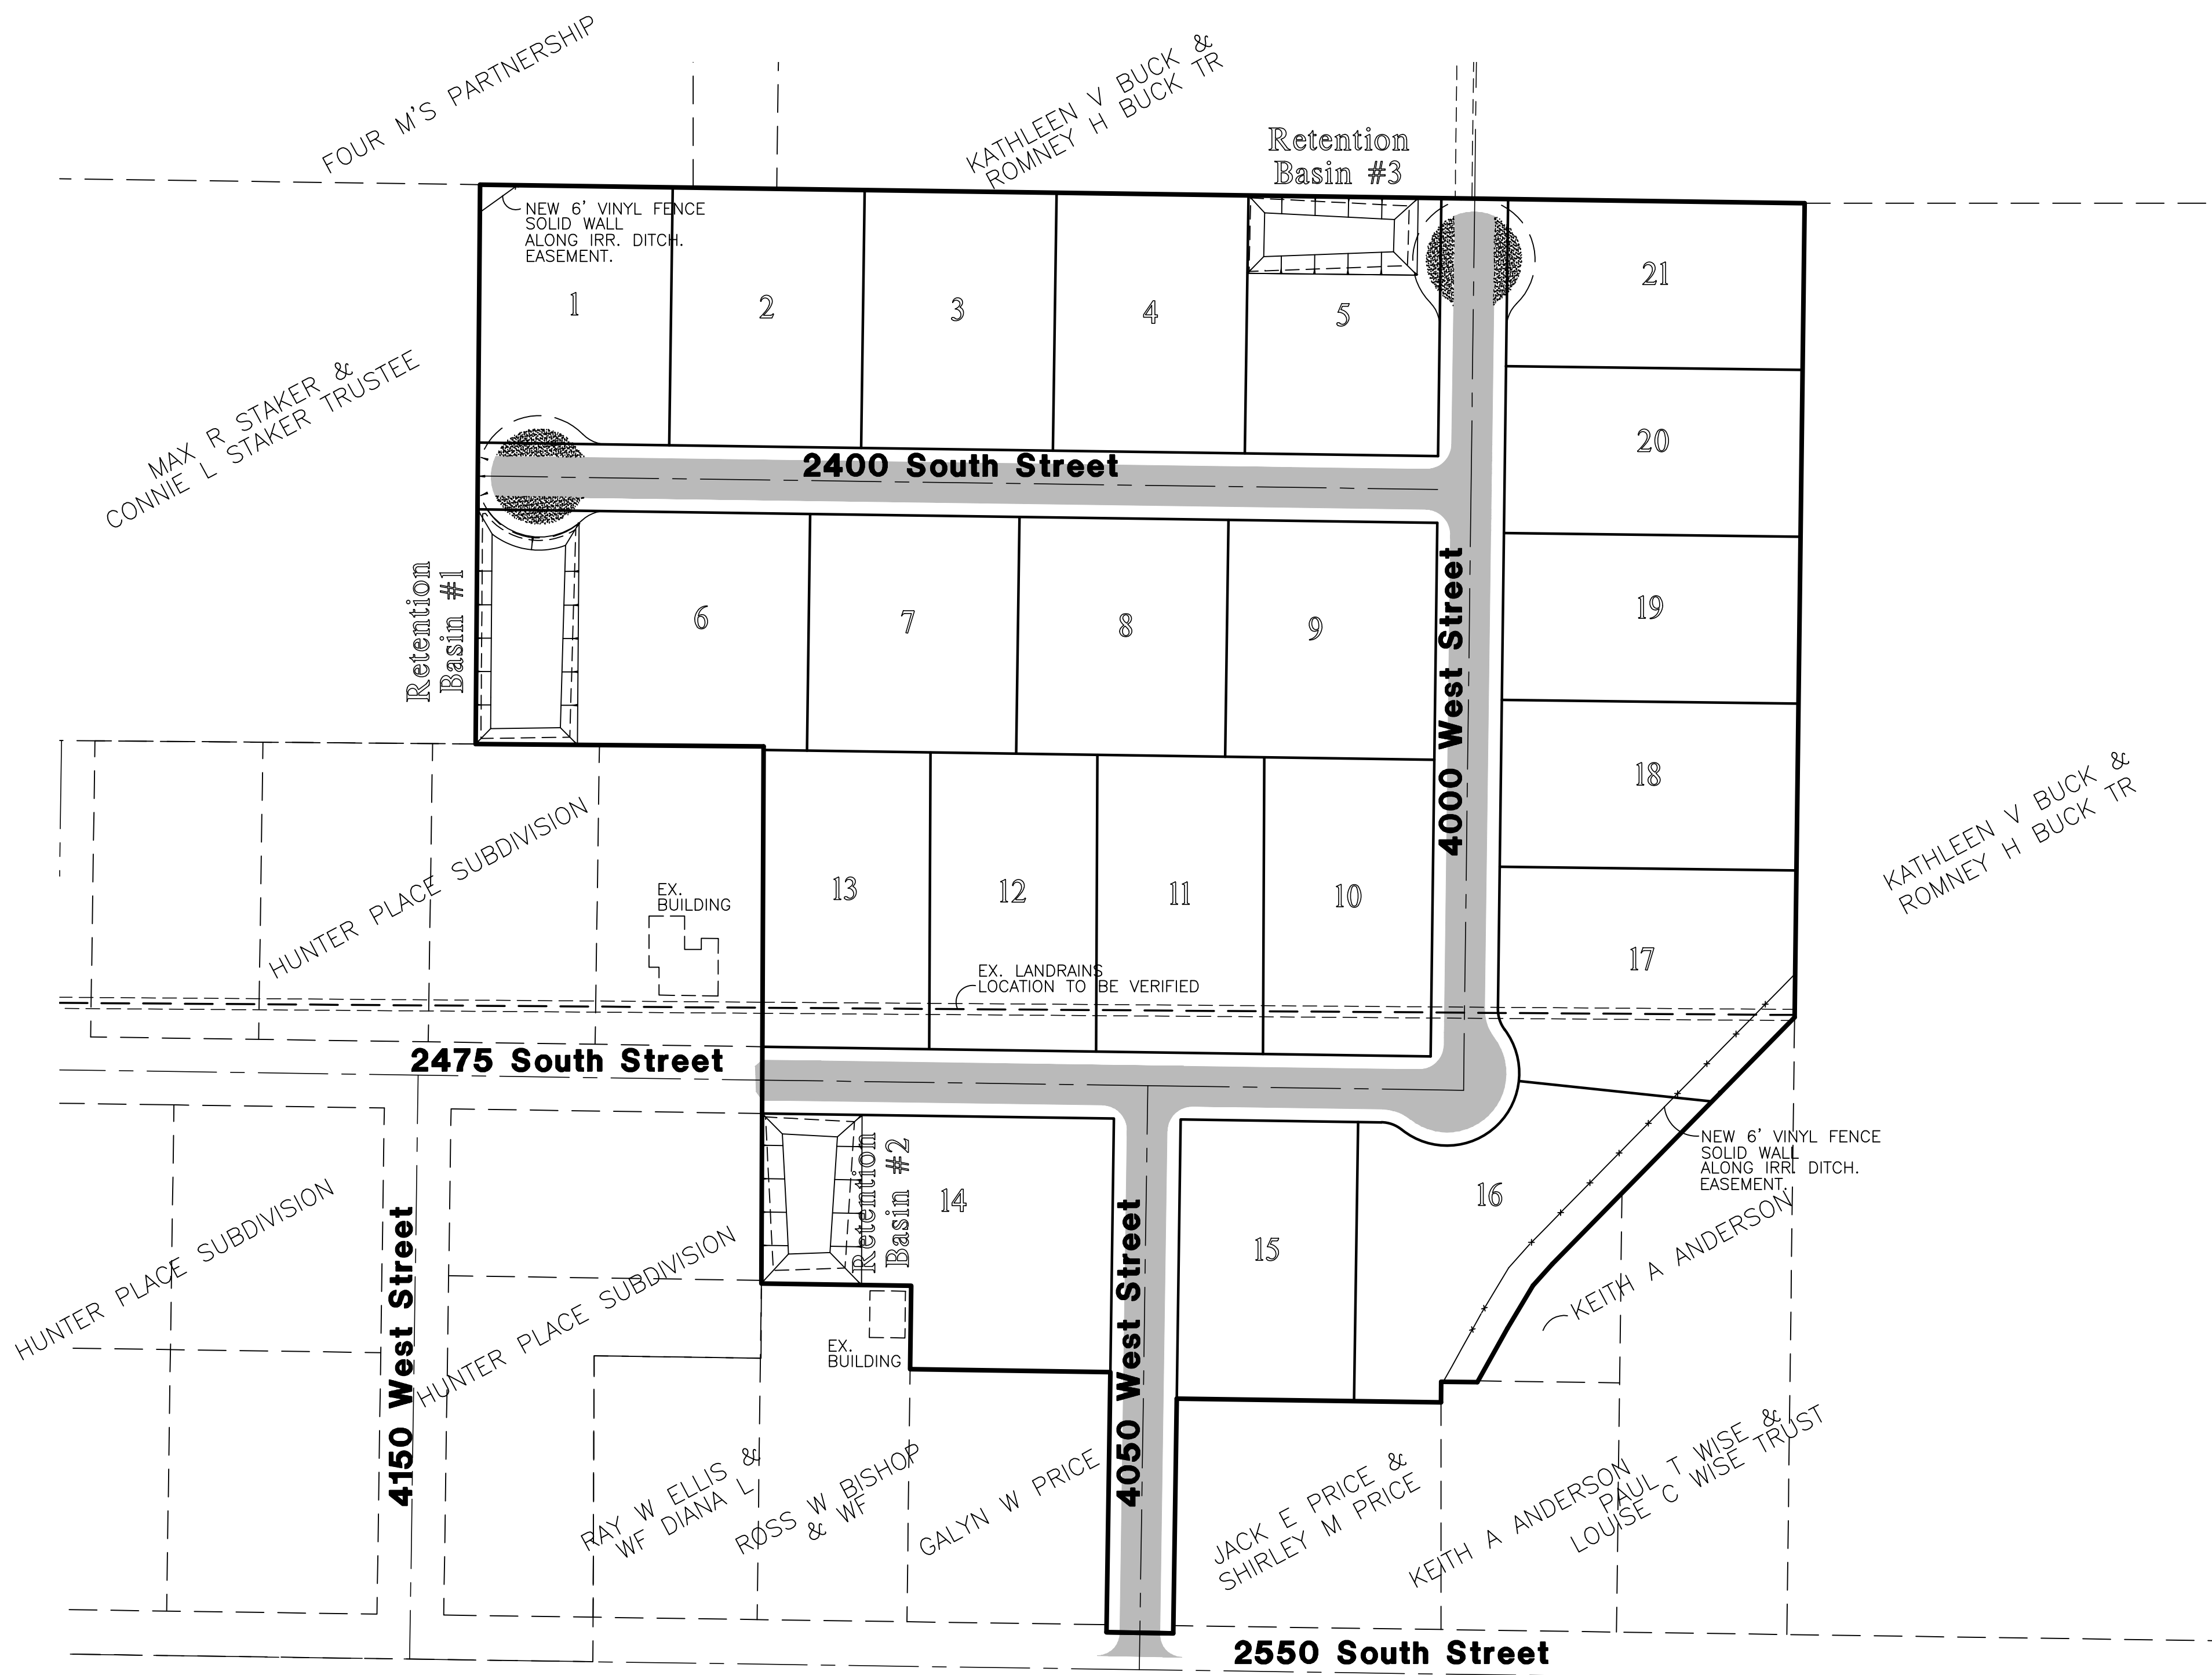 FOUR M'S PARTNERSHIP
KATHLEEN V BUCK &
ROMNEY H BUCK TR
Retention
Basin #3
NEW 6' VINYL FENCE
SOLID WALL
ALONG IRR. DITCH.
EASEMENT.
1
2
3
4
5
21
MAX R STAKER &
CONNIE L STAKER TRUSTEE
20
2400 South Street
Retention
Basin #1
6
7
8
9
4000 West Street
19
18
KATHLEEN V BUCK &
ROMNEY H BUCK TR
HUNTER PLACE SUBDIVISION
EX.
BUILDING
13
12
11
10
17
EX. LANDRAINS
LOCATION TO BE VERIFIED
2475 South Street
NEW 6' VINYL FENCE
SOLID WALL
ALONG IRR. DITCH.
EASEMENT.
HUNTER PLACE SUBDIVISION
4150 West Street
HUNTER PLACE SUBDIVISION
Retention
Basin #2
14
4050 West Street
15
16
KEITH A ANDERSON
EX.
BUILDING
RAY W ELLIS &
WF DIANA L
ROSS W BISHOP
& WF
GALYN W PRICE
JACK E PRICE &
SHIRLEY M PRICE
KEITH A ANDERSON
PAUL T WISE &
LOUISE C WISE TRUST
2550 South Street